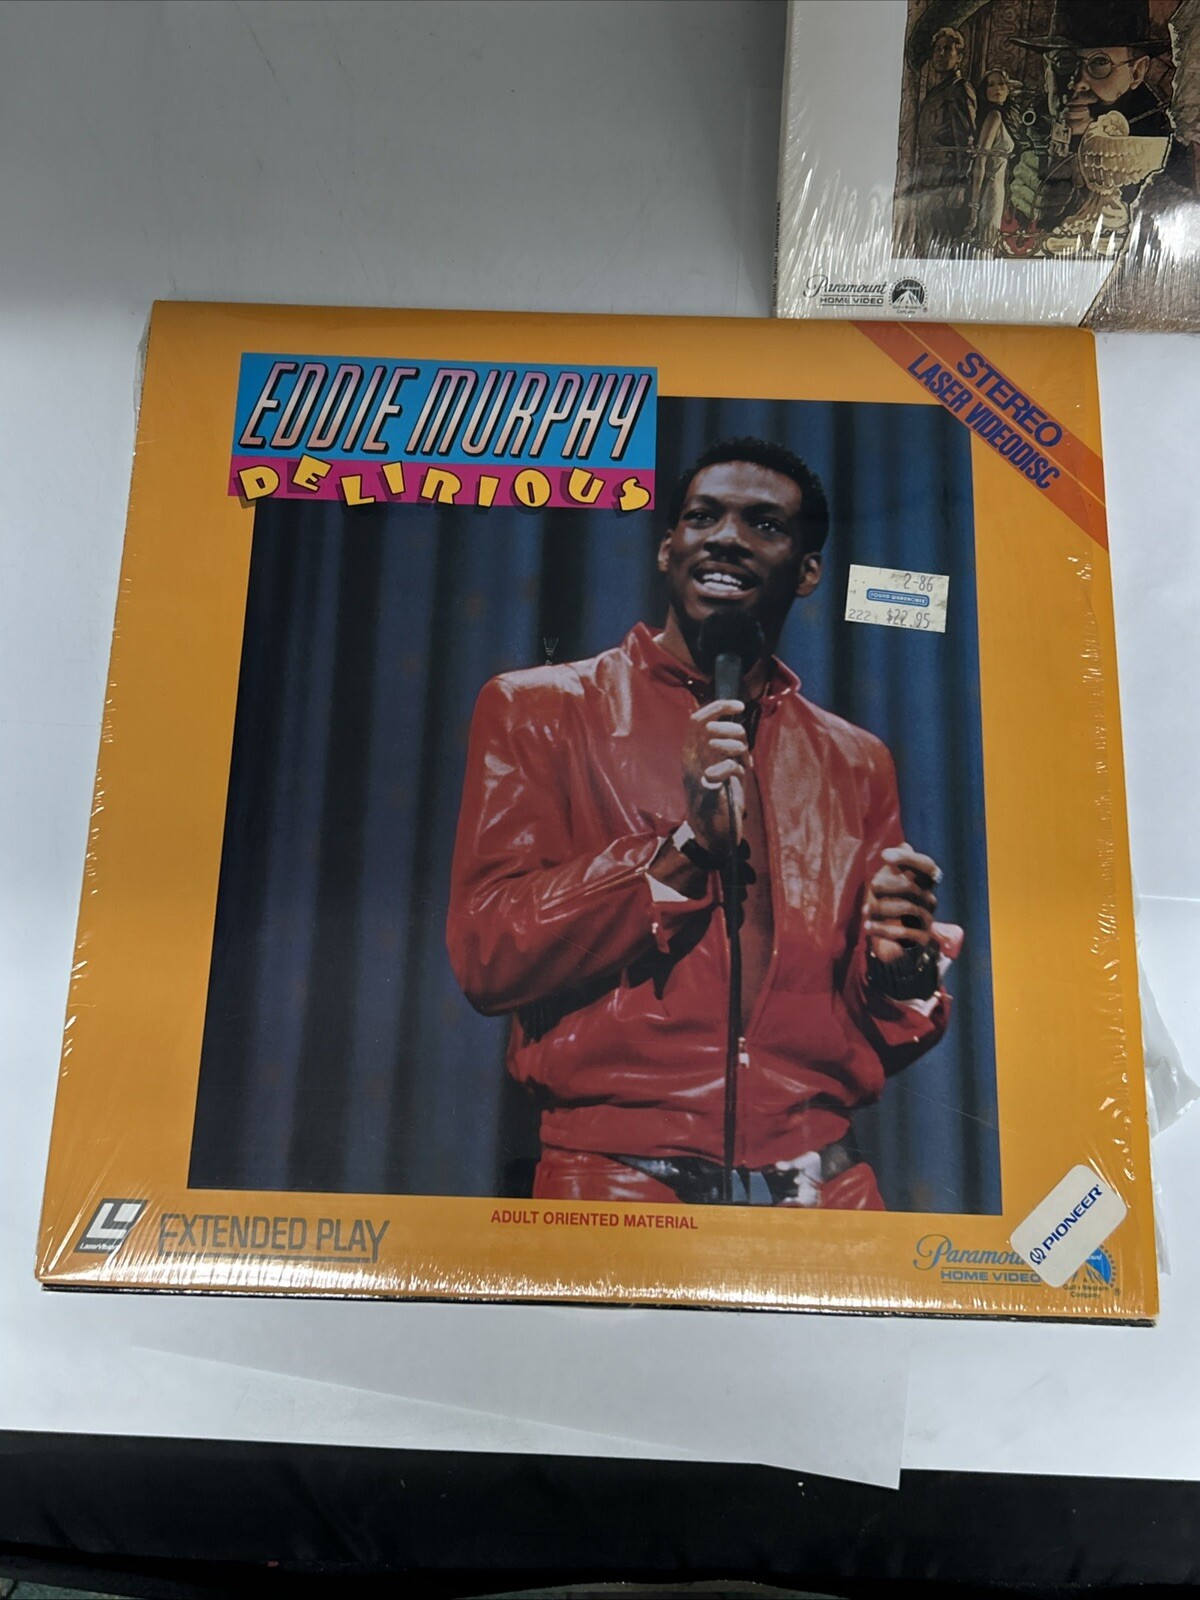 Paramount
HOME VIDEO
EDDIE MURPHY
DELIRIOUS
STEREO
LASER VIDEODISC
2-86
222 $22.95
EXTENDED PLAY
ADULT ORIENTED MATERIAL
PIONEER
HOME VIDEO